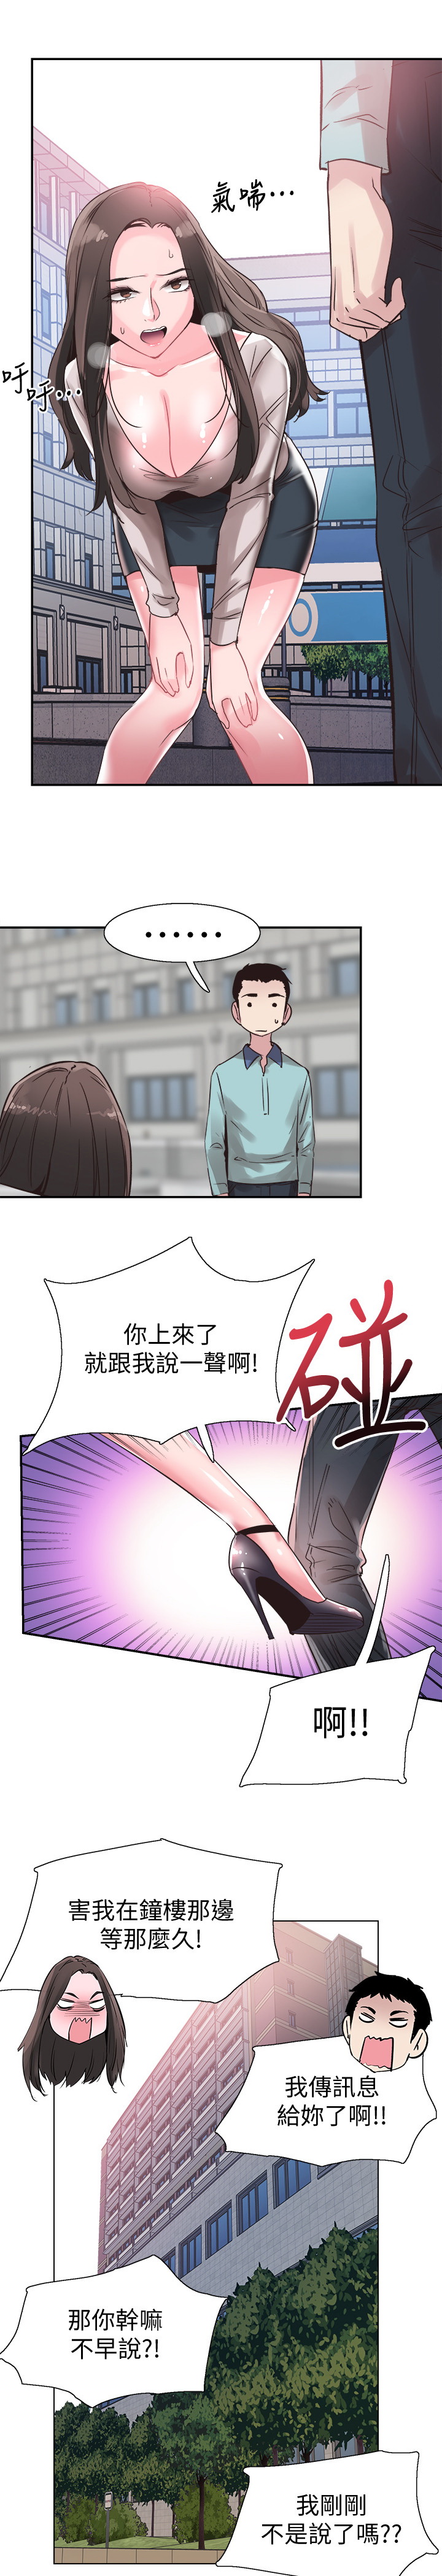 氣喘…
吁
吁…
……
你上來了
就跟我說一聲啊!
碰
啊!!
害我在鐘樓那邊
等那麼久!
我傳訊息
給妳了啊!!
那你幹嘛
不早說?!
我剛剛
不是說了嗎??